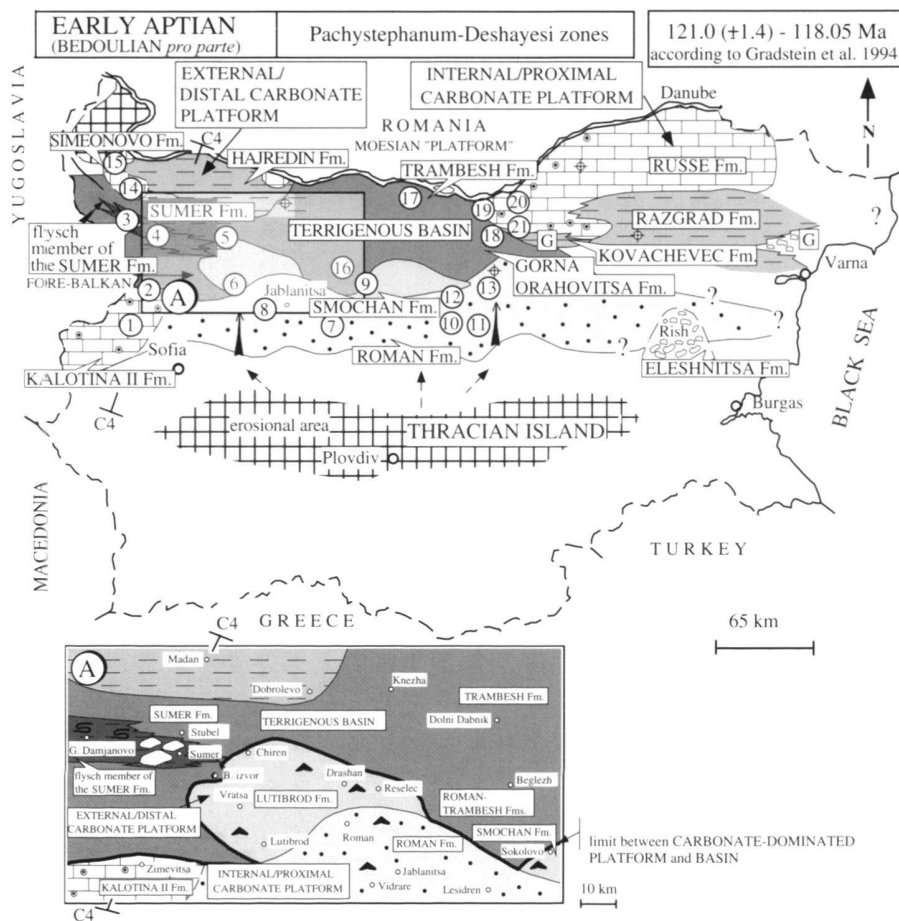 EARLY APTIAN
(BEDOULIAN pro parte)
Pachystephanum-Deshayesi zones
121.0 (±1.4) - 118.05 Ma
according to Gradstein et al. 1994
EXTERNAL/
DISTAL CARBONATE
PLATFORM
INTERNAL/PROXIMAL
CARBONATE PLATFORM
Danube
N
YUGOSLAVIA
C4
ROMANIA
MOESIAN "PLATFORM"
SIMEONOVO Fm.
15
HAJREDIN Fm.
TRAMBESH Fm.
RUSSE Fm.
14
17
20
19
3
SUMER Fm.
RAZGRAD Fm.
?
flysch
member of
the SUMER Fm.
4
5
TERRIGENOUS BASIN
18
21
G
G
KOVACHEVEC Fm.
FORE-BALKAN
16
GORNA
ORAHOVITSA Fm.
Varna
2
A
6
Jablanitsa
9
12
13
8
SMOCHAN Fm.
?
1
7
10
11
Rish
?
Sofia
ROMAN Fm.
?
ELESHNITSA Fm.
KALOTINA II Fm.
BLACK SEA
C4
erosional area
THRACIAN ISLAND
Burgas
Plovdiv
MACEDONIA
TURKEY
GREECE
C4
65 km
A
Madan
Dobrolevo
Knezha
TRAMBESH Fm.
SUMER Fm.
TERRIGENOUS BASIN
Dolni Dabnik
Stubel
G. Damjanovo
Sumer
Chiren
flysch member of
the SUMER Fm.
B. izvor
Drashan
Reselec
Beglezh
Vratsa
LUTIBROD Fm.
ROMAN-
TRAMBESH Fms.
EXTERNAL/DISTAL
CARBONATE PLATFORM
SMOCHAN Fm.
Lutibrod
Roman
ROMAN Fm.
Sokolovo
limit between CARBONATE-DOMINATED
PLATFORM and BASIN
Zimevitsa
INTERNAL/PROXIMAL
CARBONATE PLATFORM
Jablanitsa
KALOTINA II Fm.
Vidrare
Lesidren
10 km
C4